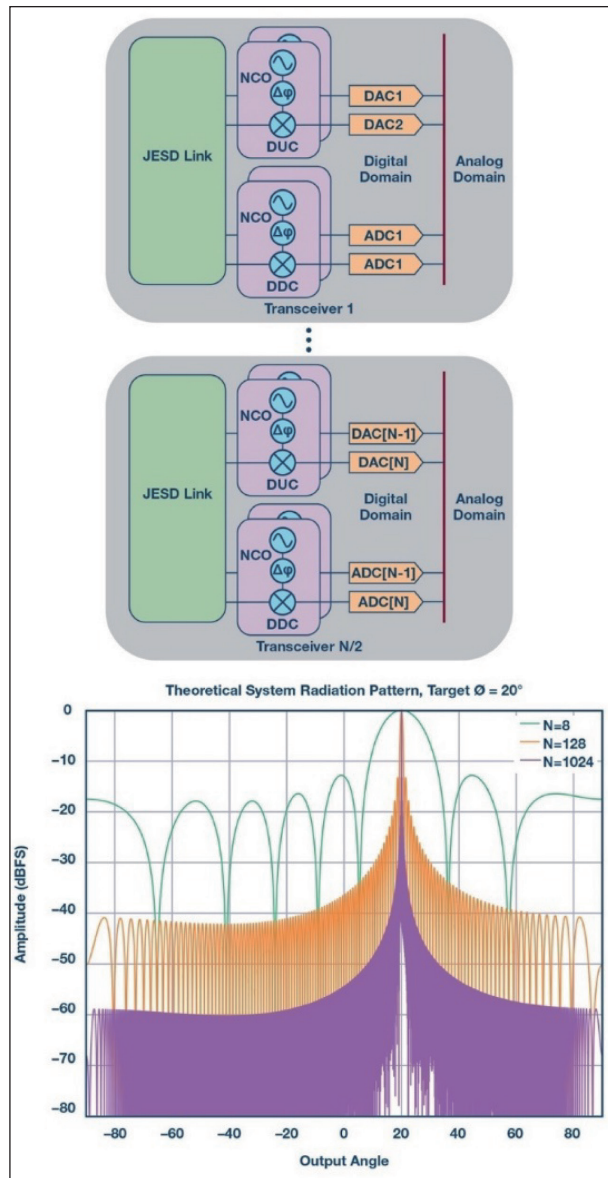 JESD Link
NCO
Δφ
DUC
DAC1
DAC2
Digital
Domain
Analog
Domain
NCO
Δφ
DDC
ADC1
ADC1
Transceiver 1
JESD Link
NCO
Δφ
DUC
DAC[N-1]
DAC[N]
Digital
Domain
Analog
Domain
NCO
Δφ
DDC
ADC[N-1]
ADC[N]
Transceiver N/2
Theoretical System Radiation Pattern, Target Ø = 20°
N=8
N=128
N=1024
Amplitude (dBFS)
0
−10
−20
−30
−40
−50
−60
−70
−80
−80 −60 −40 −20 0 20 40 60 80
Output Angle